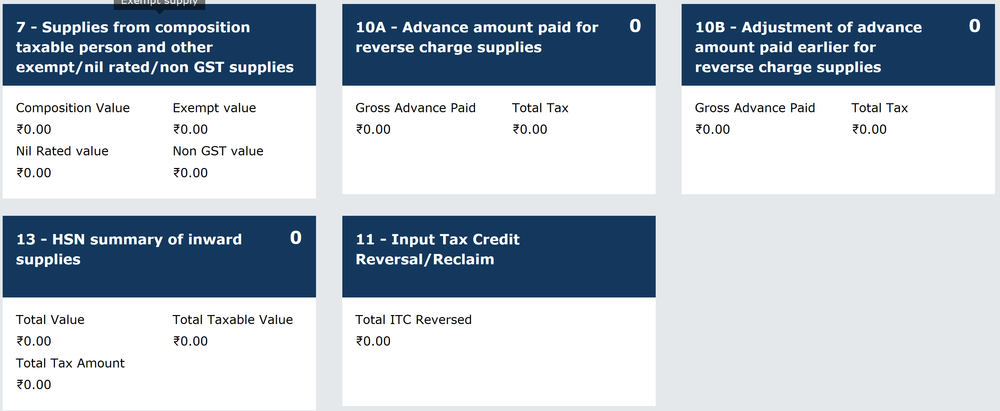 Exempt supply
7 - Supplies from composition
taxable person and other
exempt/nil rated/non GST supplies
Composition Value
Exempt value
₹0.00
₹0.00
Nil Rated value
Non GST value
₹0.00
₹0.00
10A - Advance amount paid for
reverse charge supplies
0
Gross Advance Paid
Total Tax
₹0.00
₹0.00
10B - Adjustment of advance
amount paid earlier for
reverse charge supplies
0
Gross Advance Paid
Total Tax
₹0.00
₹0.00
13 - HSN summary of inward
supplies
0
Total Value
Total Taxable Value
₹0.00
₹0.00
Total Tax Amount
₹0.00
11 - Input Tax Credit
Reversal/Reclaim
Total ITC Reversed
₹0.00